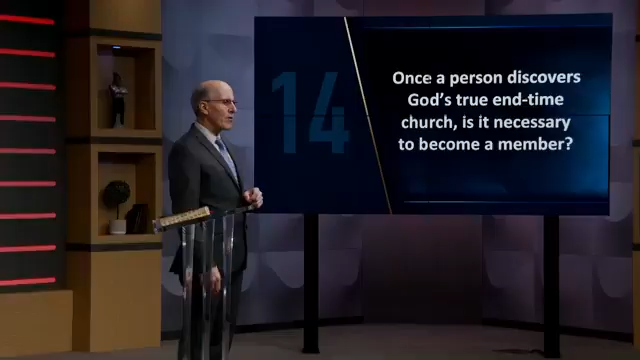 14
Once a person discovers
God's true end-time
church, is it necessary
to become a member?